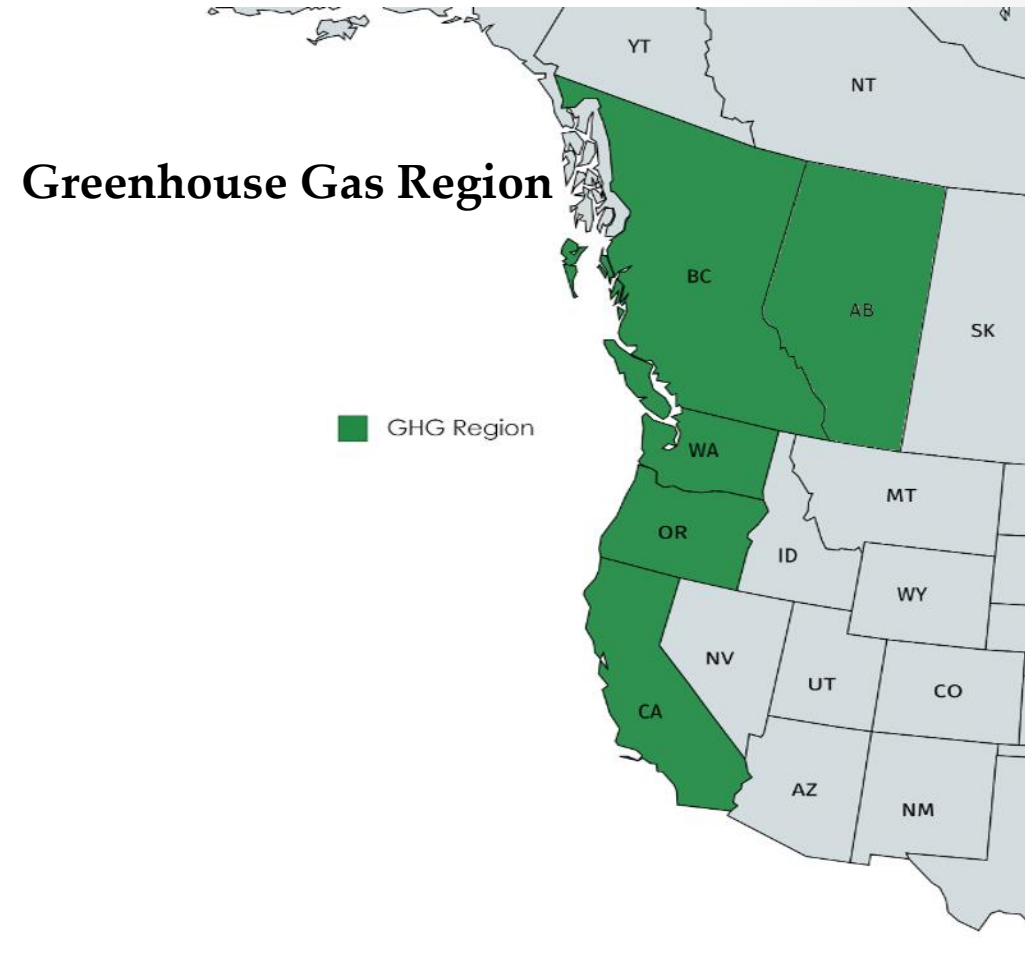 YT
NT
Greenhouse Gas Region
BC
AB
SK
GHG Region
WA
MT
OR
ID
WY
NV
UT
CO
CA
AZ
NM